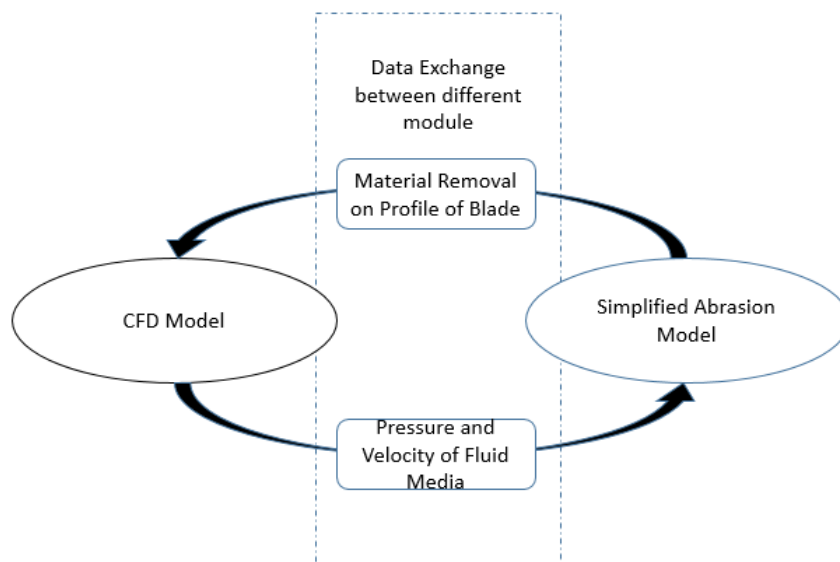 Data Exchange
between different
module
Material Removal
on Profile of Blade
CFD Model
Simplified Abrasion
Model
Pressure and
Velocity of Fluid
Media